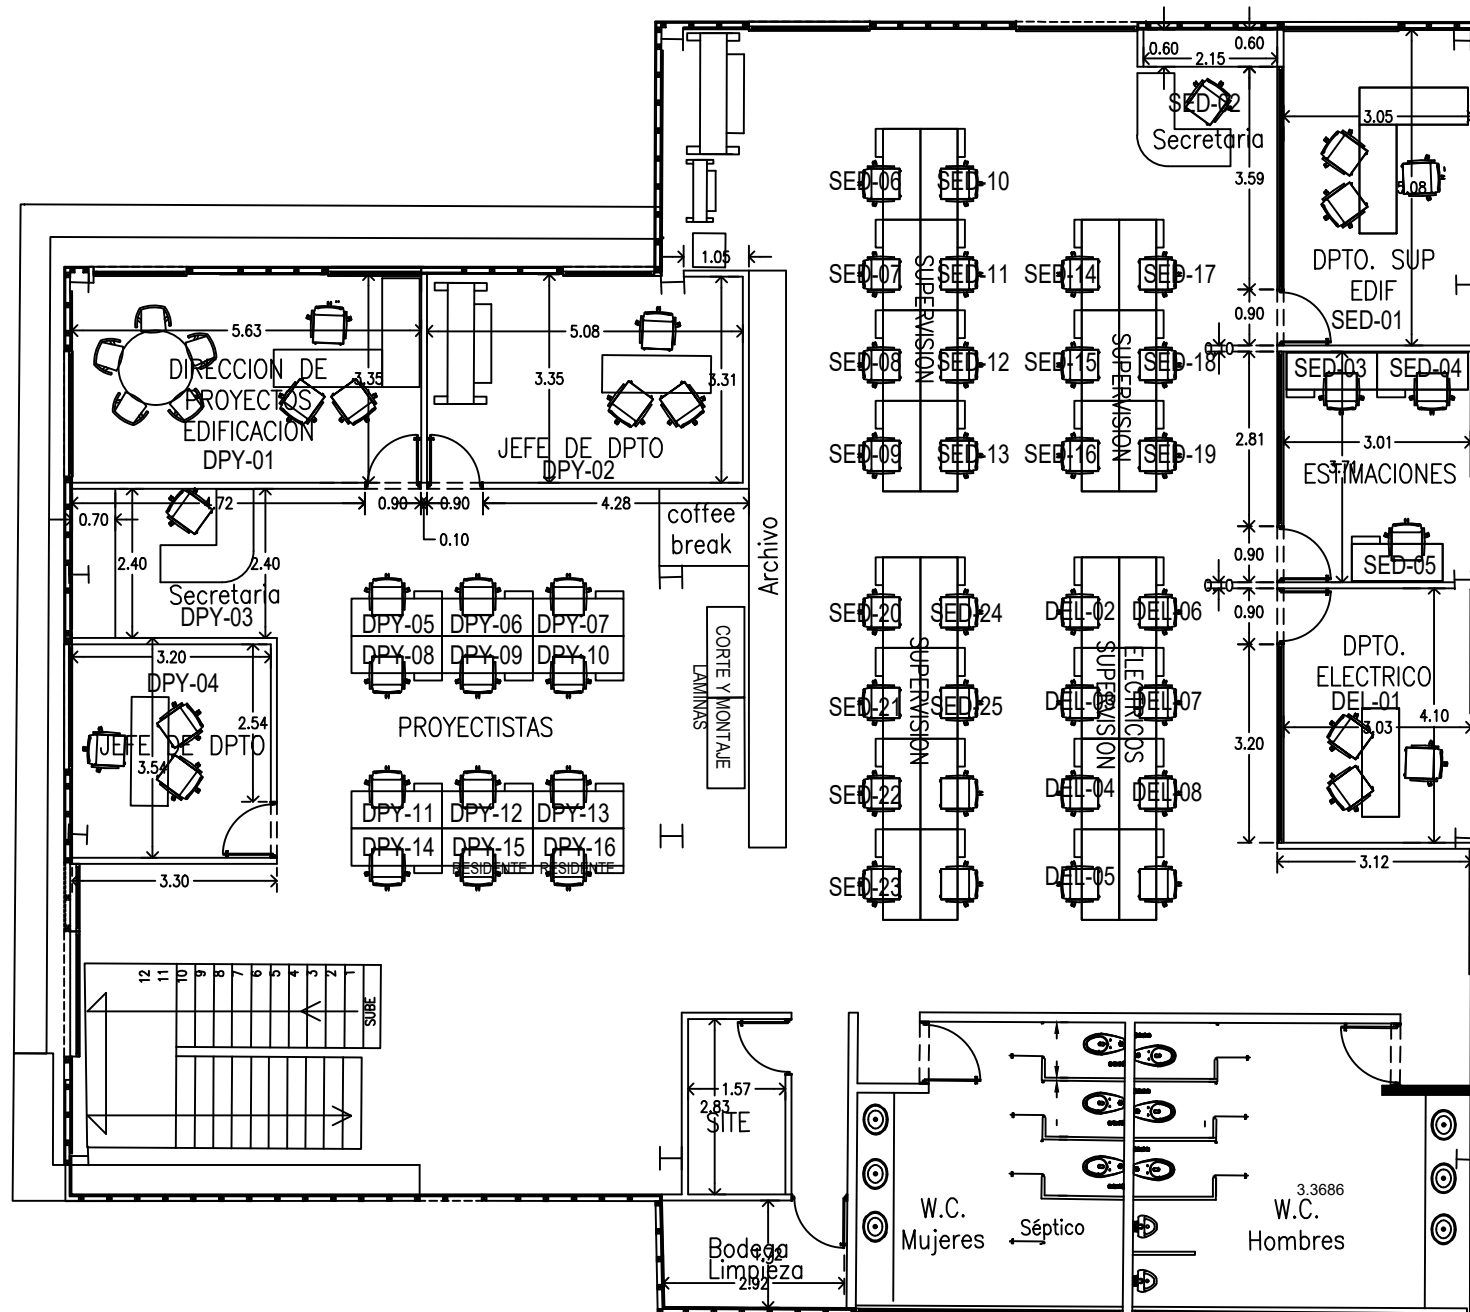 0.60
0.60
2.15
SED-02
Secretaria
3.59
3.05
5.08
DPTO. SUP
EDIF
SED-01
0.90
SED-06
SED-10
SED-07
SED-11
SED-08
SED-12
SED-09
SED-13
SUPERVISION
SED-14
SED-17
SED-15
SED-18
SED-16
SED-19
SUPERVISION
1.05
5.63
DIRECCION DE
PROYECTOS
EDIFICACION
DPY-01
3.35
5.08
3.35
3.31
JEFE DE DPTO
DPY-02
SED-03
SED-04
2.81
3.01
ESTIMACIONES
0.90
SED-05
0.90
4.72
0.90
0.90
4.28
0.10
0.70
2.40
2.40
Secretaria
DPY-03
coffee
break
Archivo
DPY-05
DPY-06
DPY-07
DPY-08
DPY-09
DPY-10
PROYECTISTAS
CORTE Y MONTAJE
LAMINAS
3.20
DPY-04
2.54
JEFE DE DPTO
3.54
3.30
DPY-11
DPY-12
DPY-13
DPY-14
DPY-15
DPY-16
RESIDENTE
RESIDENTE
SED-20
SED-24
SED-21
SED-25
SED-22
SED-23
SUPERVISION
DEL-02
DEL-06
DEL-03
DEL-07
DEL-04
DEL-08
DEL-05
SUPERVISION
ELECTRICOS
DPTO.
ELECTRICO
DEL-01
3.03
4.10
3.20
3.12
12
11
10
9
8
7
6
5
4
3
2
1
SUBE
1.57
2.83
SITE
Bodega
Limpieza
1.72
2.92
W.C.
Mujeres
Séptico
3.3686
W.C.
Hombres